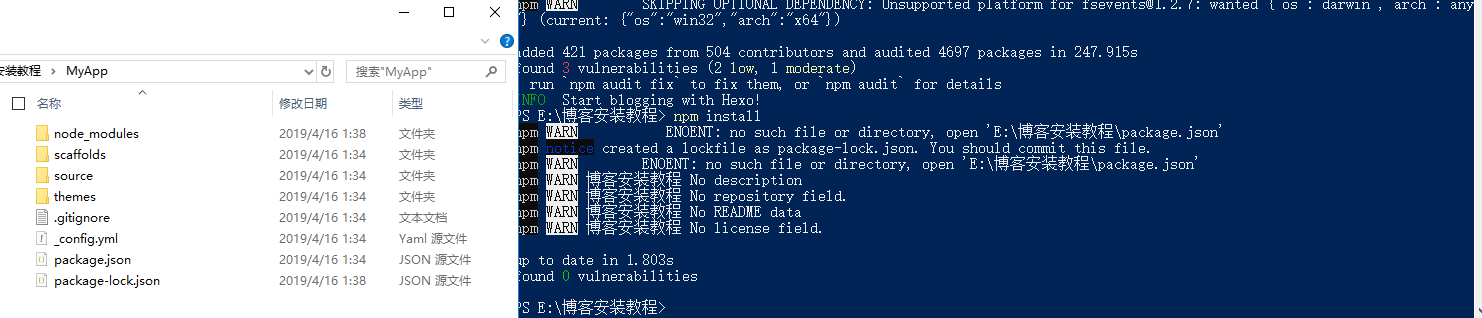 安装教程 > MyApp
搜索"MyApp"
名称 修改日期 类型
node_modules 2019/4/16 1:38 文件夹
scaffolds 2019/4/16 1:34 文件夹
source 2019/4/16 1:34 文件夹
themes 2019/4/16 1:34 文件夹
.gitignore 2019/4/16 1:34 文本文档
_config.yml 2019/4/16 1:34 Yaml 源文件
package.json 2019/4/16 1:34 JSON 源文件
package-lock.json 2019/4/16 1:38 JSON 源文件
npm WARN SKIPPING OPTIONAL DEPENDENCY: Unsupported platform for fsevents@1.2.7: wanted {"os":"darwin","arch":"any
"} (current: {"os":"win32","arch":"x64"})
added 421 packages from 504 contributors and audited 4697 packages in 247.915s
found 3 vulnerabilities (2 low, 1 moderate)
run `npm audit fix` to fix them, or `npm audit` for details
INFO Start blogging with Hexo!
PS E:\博客安装教程> npm install
npm WARN ENOENT: no such file or directory, open 'E:\博客安装教程\package.json'
npm notice created a lockfile as package-lock.json. You should commit this file.
npm WARN ENOENT: no such file or directory, open 'E:\博客安装教程\package.json'
npm WARN 博客安装教程 No description
npm WARN 博客安装教程 No repository field.
npm WARN 博客安装教程 No README data
npm WARN 博客安装教程 No license field.
up to date in 1.803s
found 0 vulnerabilities
PS E:\博客安装教程>